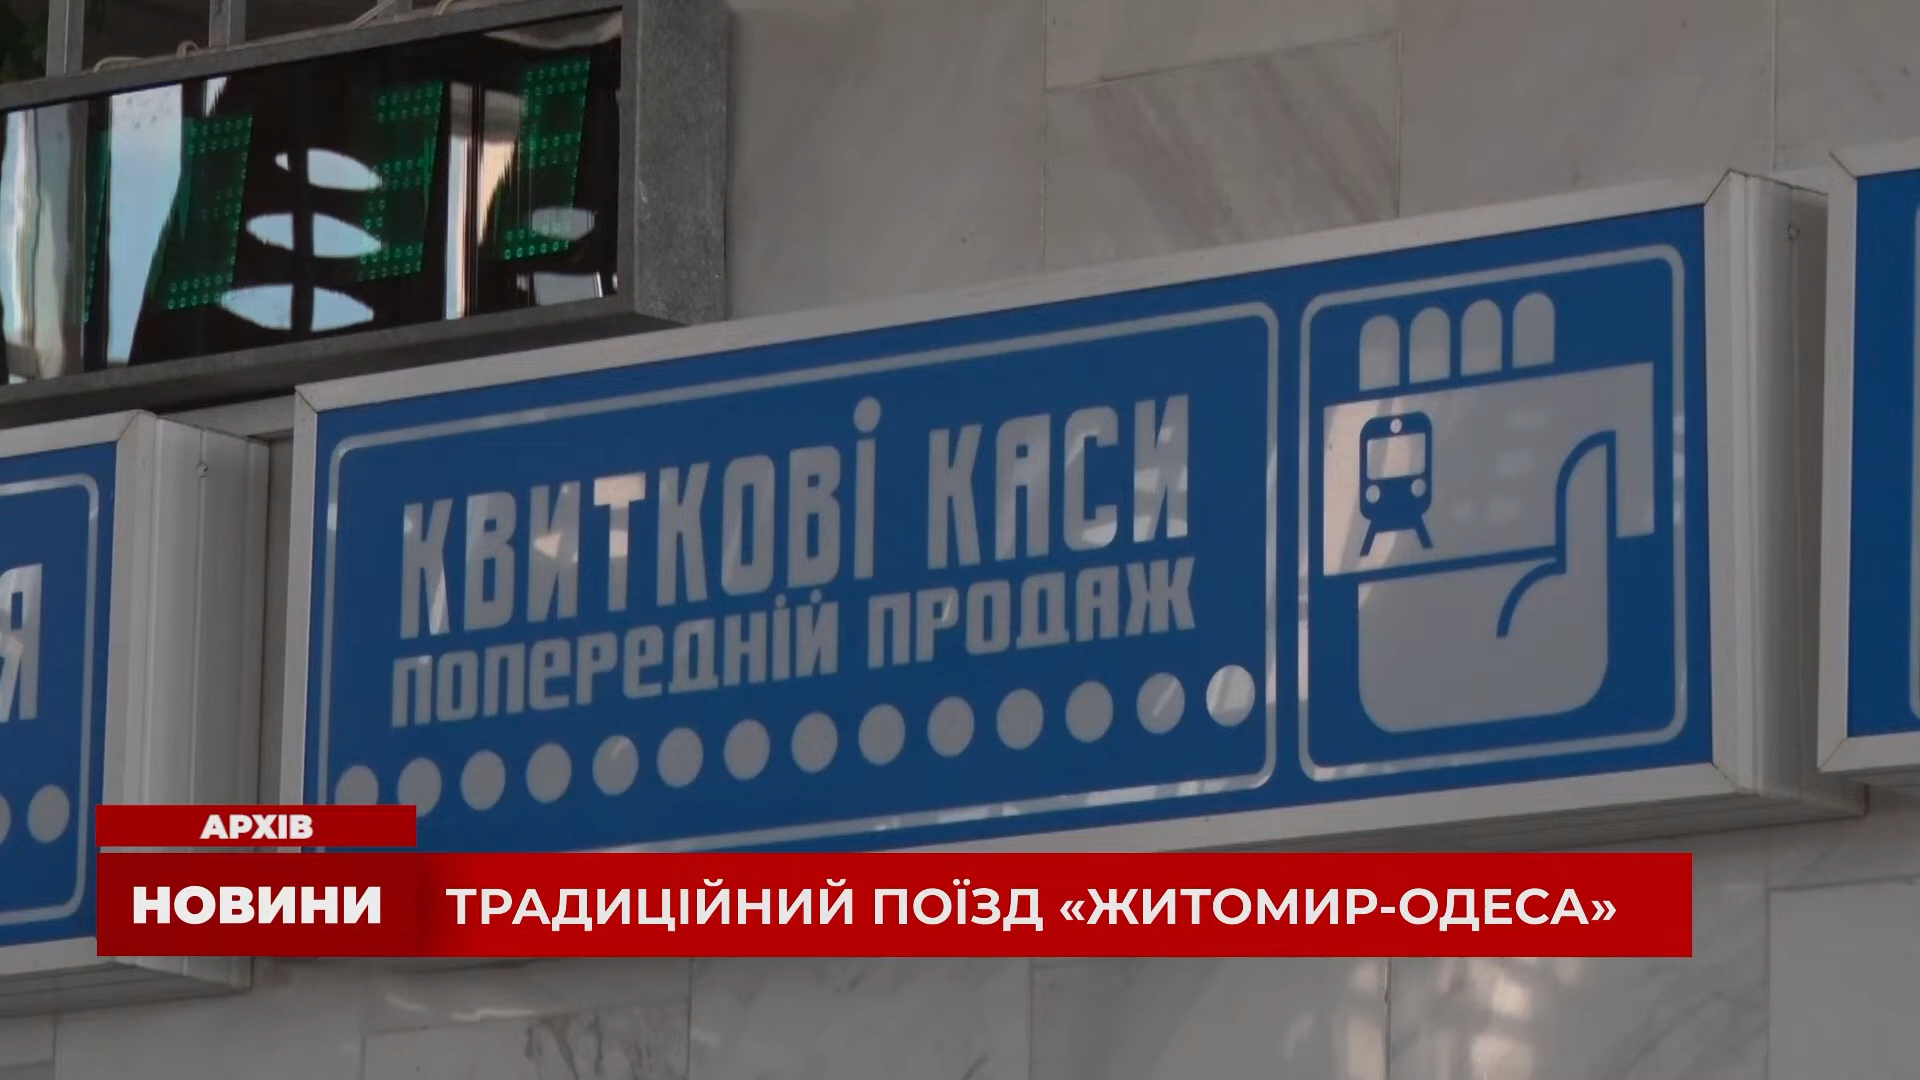 КВИТКОВІ КАСИ
ПОПЕРЕДНІЙ ПРОДАЖ
Я
АРХІВ
НОВИНИ
ТРАДИЦІЙНИЙ ПОЇЗД «ЖИТОМИР-ОДЕСА»